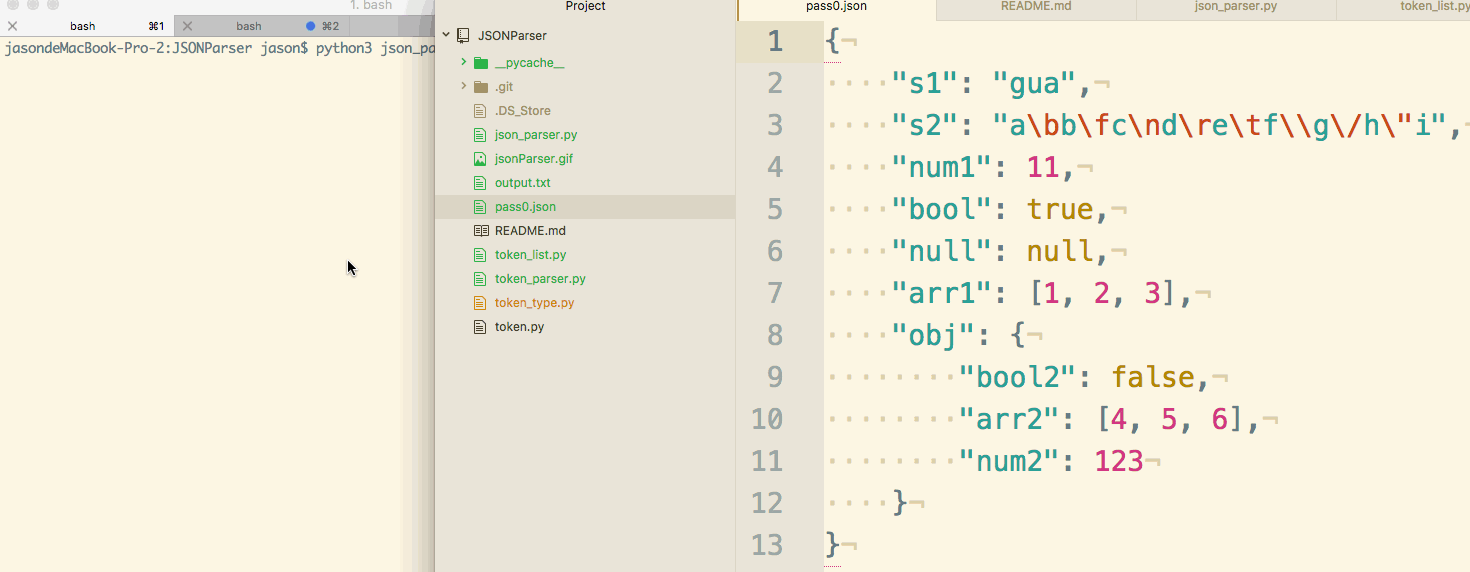 1. bash
bash ⌘1
bash ⌘2
jasondeMacBook-Pro-2:JSONParser jason$ python3 json_pa
Project
JSONParser
__pycache__
.git
.DS_Store
json_parser.py
jsonParser.gif
output.txt
pass0.json
README.md
token_list.py
token_parser.py
token_type.py
token.py
pass0.json README.md json_parser.py token_list.py
1 {¬
2 ····"s1": "gua",¬
3 ····"s2": "a\bb\fc\nd\re\tf\\g\/h\"i",¬
4 ····"num1": 11,¬
5 ····"bool": true,¬
6 ····"null": null,¬
7 ····"arr1": [1, 2, 3],¬
8 ····"obj": {¬
9 ········"bool2": false,¬
10 ········"arr2": [4, 5, 6],¬
11 ········"num2": 123¬
12 ····}¬
13 }¬